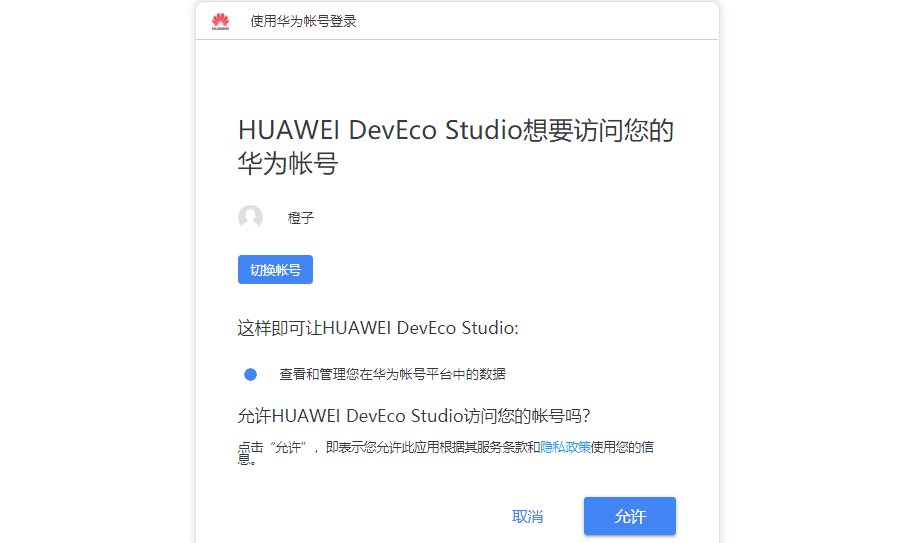 HUAWEI
使用华为帐号登录
HUAWEI DevEco Studio想要访问您的
华为帐号
橙子
切换帐号
这样即可让HUAWEI DevEco Studio:
查看和管理您在华为帐号平台中的数据
允许HUAWEI DevEco Studio访问您的帐号吗?
点击“允许”，即表示您允许此应用根据其服务条款和隐私政策使用您的信
息。
取消
允许